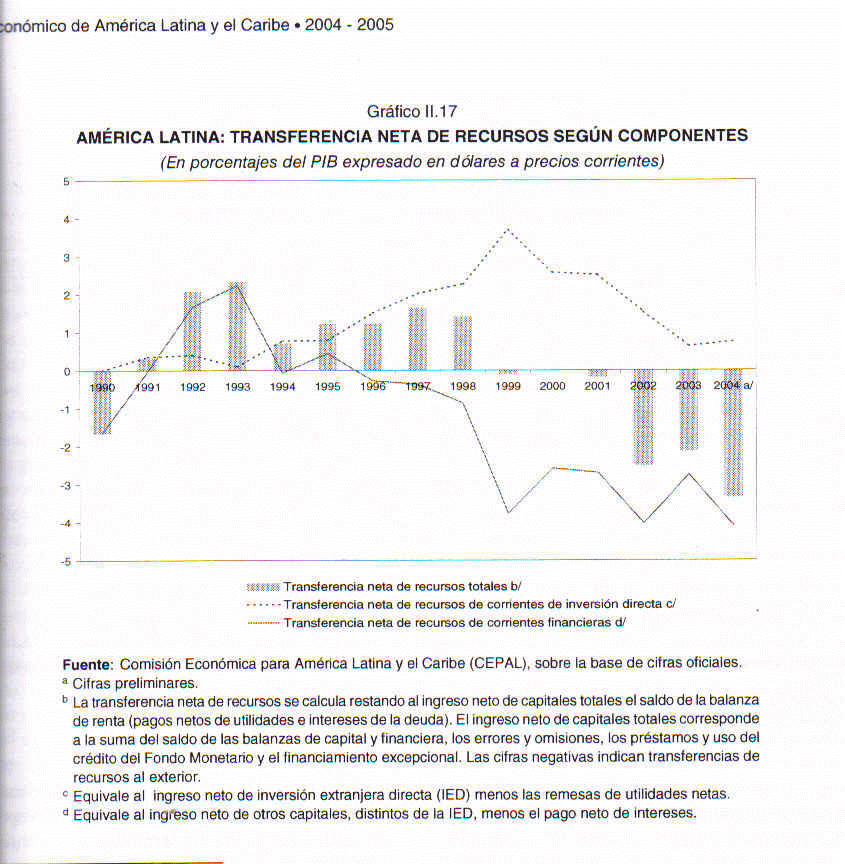 conómico de América Latina y el Caribe • 2004 - 2005
Gráfico II.17
AMÉRICA LATINA: TRANSFERENCIA NETA DE RECURSOS SEGÚN COMPONENTES
(En porcentajes del PIB expresado en dólares a precios corrientes)
5
4
3
2
1
0
1990 1991 1992 1993 1994 1995 1996 1997 1998 1999 2000 2001 2002 2003 2004 a/
-1
-2
-3
-4
-5
Transferencia neta de recursos totales b/
Transferencia neta de recursos de corrientes de inversión directa c/
Transferencia neta de recursos de corrientes financieras d/
Fuente: Comisión Económica para América Latina y el Caribe (CEPAL), sobre la base de cifras oficiales.
a Cifras preliminares.
b La transferencia neta de recursos se calcula restando al ingreso neto de capitales totales el saldo de la balanza
de renta (pagos netos de utilidades e intereses de la deuda). El ingreso neto de capitales totales corresponde
a la suma del saldo de las balanzas de capital y financiera, los errores y omisiones, los préstamos y uso del
crédito del Fondo Monetario y el financiamiento excepcional. Las cifras negativas indican transferencias de
recursos al exterior.
c Equivale al ingreso neto de inversión extranjera directa (IED) menos las remesas de utilidades netas.
d Equivale al ingreso neto de otros capitales, distintos de la IED, menos el pago neto de intereses.